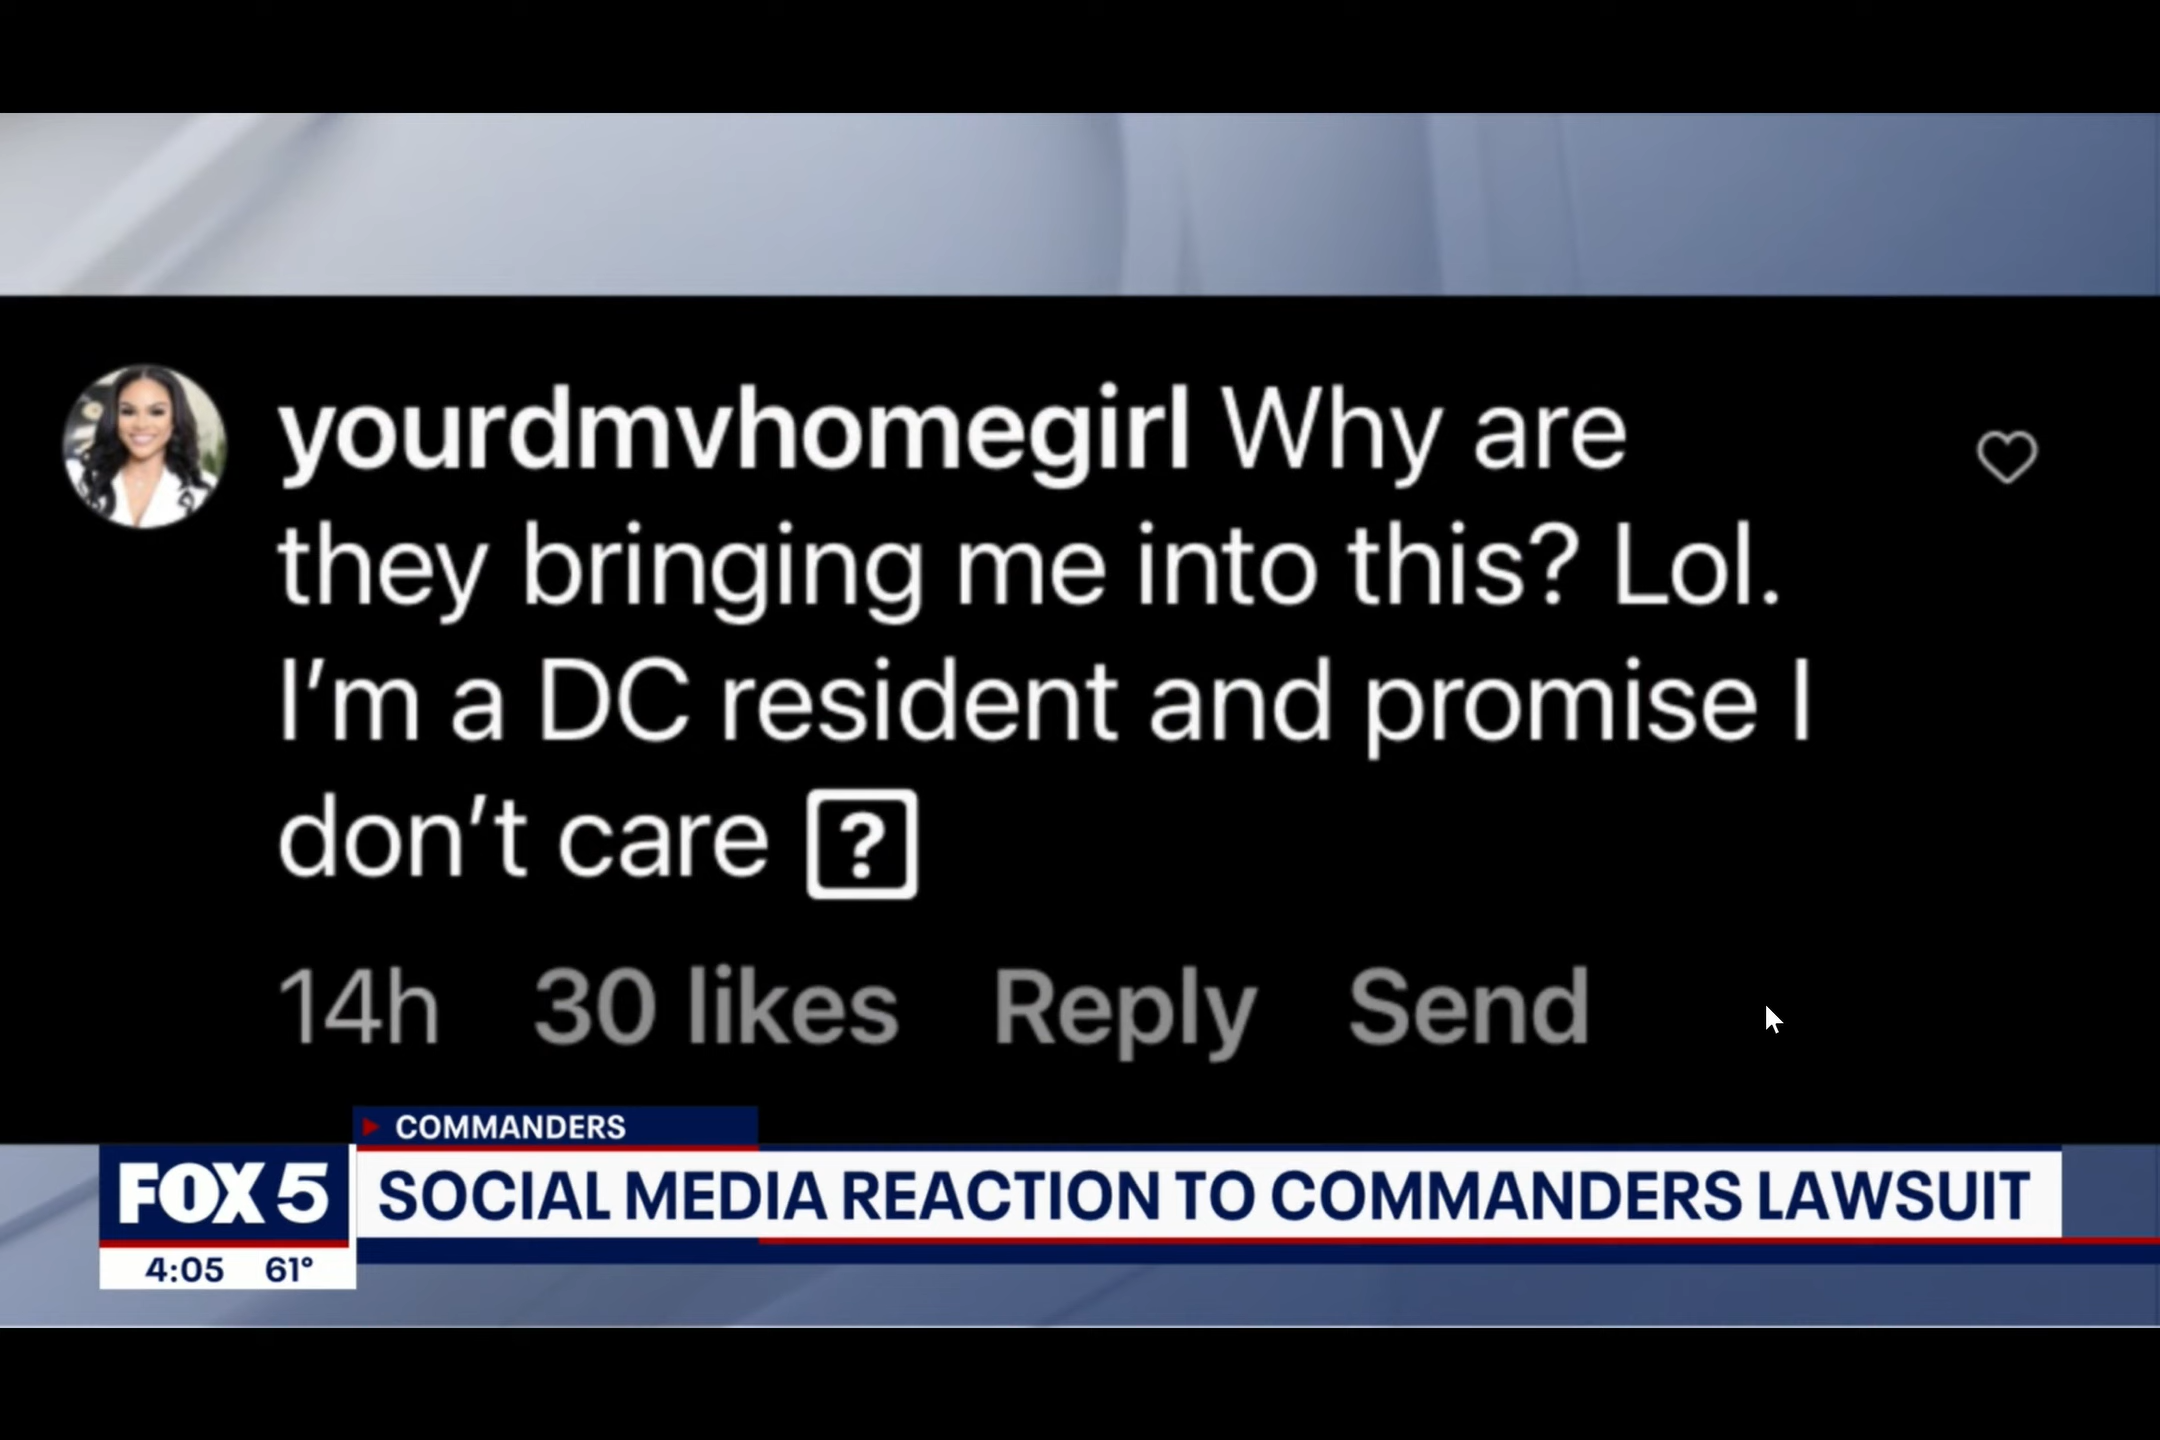 yourdmvhomegirl Why are
they bringing me into this? Lol.
I'm a DC resident and promise I
don't care ?
14h 30 likes Reply Send
COMMANDERS
FOX 5 SOCIAL MEDIA REACTION TO COMMANDERS LAWSUIT
4:05 61°